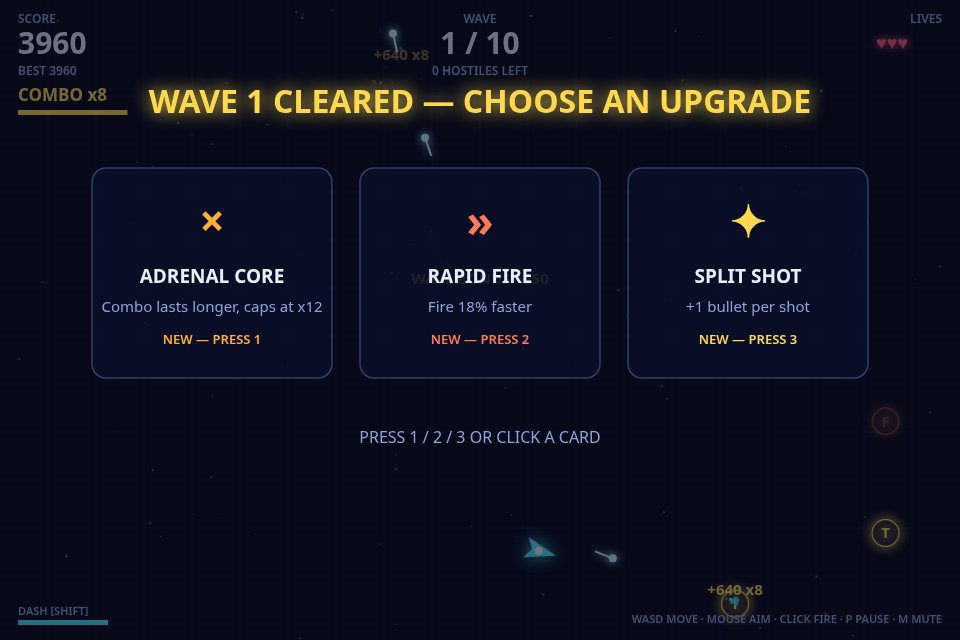 SCORE
3960
BEST 3960
COMBO x8
WAVE
1 / 10
0 HOSTILES LEFT
LIVES
♥♥♥
+640 x8
WAVE 1 CLEARED — CHOOSE AN UPGRADE
×
ADRENAL CORE
Combo lasts longer, caps at x12
NEW — PRESS 1
»
RAPID FIRE
Fire 18% faster
NEW — PRESS 2
✦
SPLIT SHOT
+1 bullet per shot
NEW — PRESS 3
PRESS 1 / 2 / 3 OR CLICK A CARD
F
T
+640 x8
DASH [SHIFT]
WASD MOVE · MOUSE AIM · CLICK FIRE · P PAUSE · M MUTE